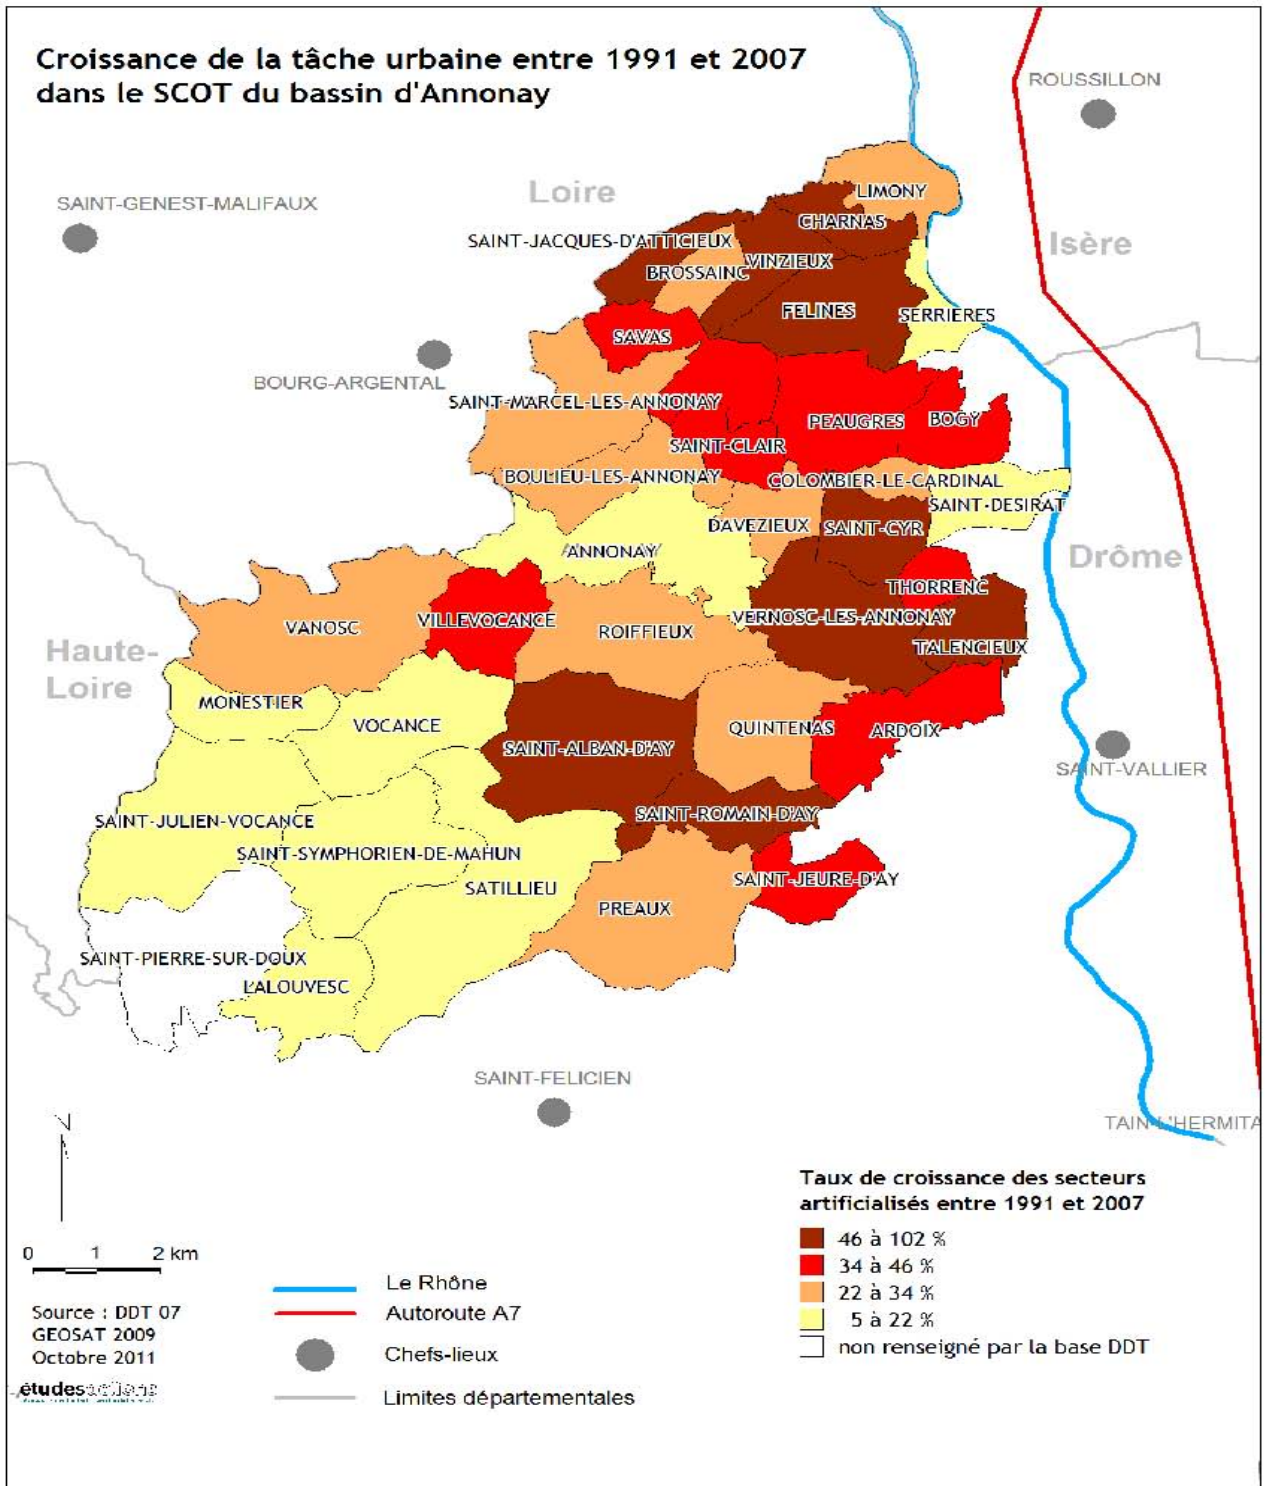 Croissance de la tâche urbaine entre 1991 et 2007
dans le SCOT du bassin d'Annonay
ROUSSILLON
SAINT-GENEST-MALIFAUX
Loire
LIMONY
CHARNAS
SAINT-JACQUES-D'ATTICIEUX
Isère
VINZIEUX
BROSSAINC
FELINES
SERRIERES
SAVAS
BOURG-ARGENTAL
SAINT-MARCEL-LES-ANNONAY
PEAUGRES
BOGY
SAINT-CLAIR
BOULIEU-LES-ANNONAY
COLOMBIER-LE-CARDINAL
SAINT-DESIRAT
DAVEZIEUX
SAINT-CYR
ANNONAY
Drôme
THORRENC
VERNOSC-LES-ANNONAY
VILLEVOCANCE
VANOSC
ROIFFIEUX
TALENCIEUX
Haute-
Loire
MONESTIER
VOCANCE
QUINTENAS
ARDOIX
SAINT-ALBAN-D'AY
SAINT-VALLIER
SAINT-ROMAIN-D'AY
SAINT-JULIEN-VOCANCE
SAINT-SYMPHORIEN-DE-MAHUN
SAINT-JEURE-D'AY
SATILLIEU
PREAUX
SAINT-PIERRE-SUR-DOUX
LALOUVESC
SAINT-FELICIEN
TAIN-L'HERMITA
N
0 1 2 km
Source : DDT 07
GEOSAT 2009
Octobre 2011
étudesactions
Le Rhône
Autoroute A7
Chefs-lieux
Limites départementales
Taux de croissance des secteurs
artificialisés entre 1991 et 2007
46 à 102 %
34 à 46 %
22 à 34 %
5 à 22 %
non renseigné par la base DDT